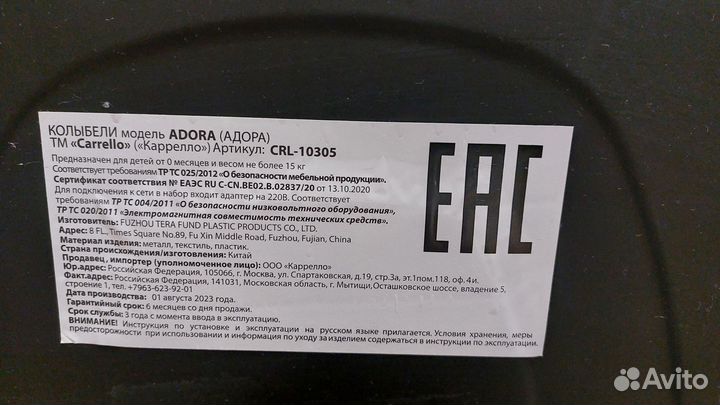 КОЛЫБЕЛИ модель ADORA (АДОРА)
ТМ «Carrello» («Каррелло») Артикул: CRL-10305
Предназначен для детей от 0 месяцев и весом не более 15 кг
Соответствует требованиям ТР ТС 025/2012 «О безопасности мебельной продукции».
Сертификат соответствия № ЕАЭС RU C-CN.BE02.B.02837/20 от 13.10.2020
Для подключения к сети в набор входит адаптер на 220В. Соответствует требованиям
ТР ТС 004/2011 «О безопасности низковольтного оборудования»,
ТР ТС 020/2011 «Электромагнитная совместимость технических средств».
Изготовитель: FUZHOU TERA FUND PLASTIC PRODUCTS CO., LTD.
Адрес: 8 FL., Times Square No.89, Fu Xin Middle Road, Fuzhou, Fujian, China
Материал: металл, текстиль, пластик.
Страна происхождения/изготовления: Китай
Продавец, импортер (уполномоченное лицо): ООО «Каррелло»
Юр.адрес: Российская Федерация, 105066, г. Москва, ул. Спартаковская, д.19, стр.3а, эт.1пом.118, оф. 4и.
Факт.адрес: Российская Федерация, 141031, Московская область, г. Мытищи,Осташковское шоссе, владение 5,
строение 1, тел. +7963-623-92-01
Дата производства: 01 августа 2023 года.
Гарантийный срок: 6 месяцев со дня продажи.
Срок службы: 3 года с момента ввода в эксплуатацию.
ВНИМАНИЕ! Инструкция по установке и эксплуатации на русском языке прилагается. Условия хранения, меры
предосторожности при использовании и информация по уходу за изделием содержатся в инструкции по эксплуатации.
EAC
Avito